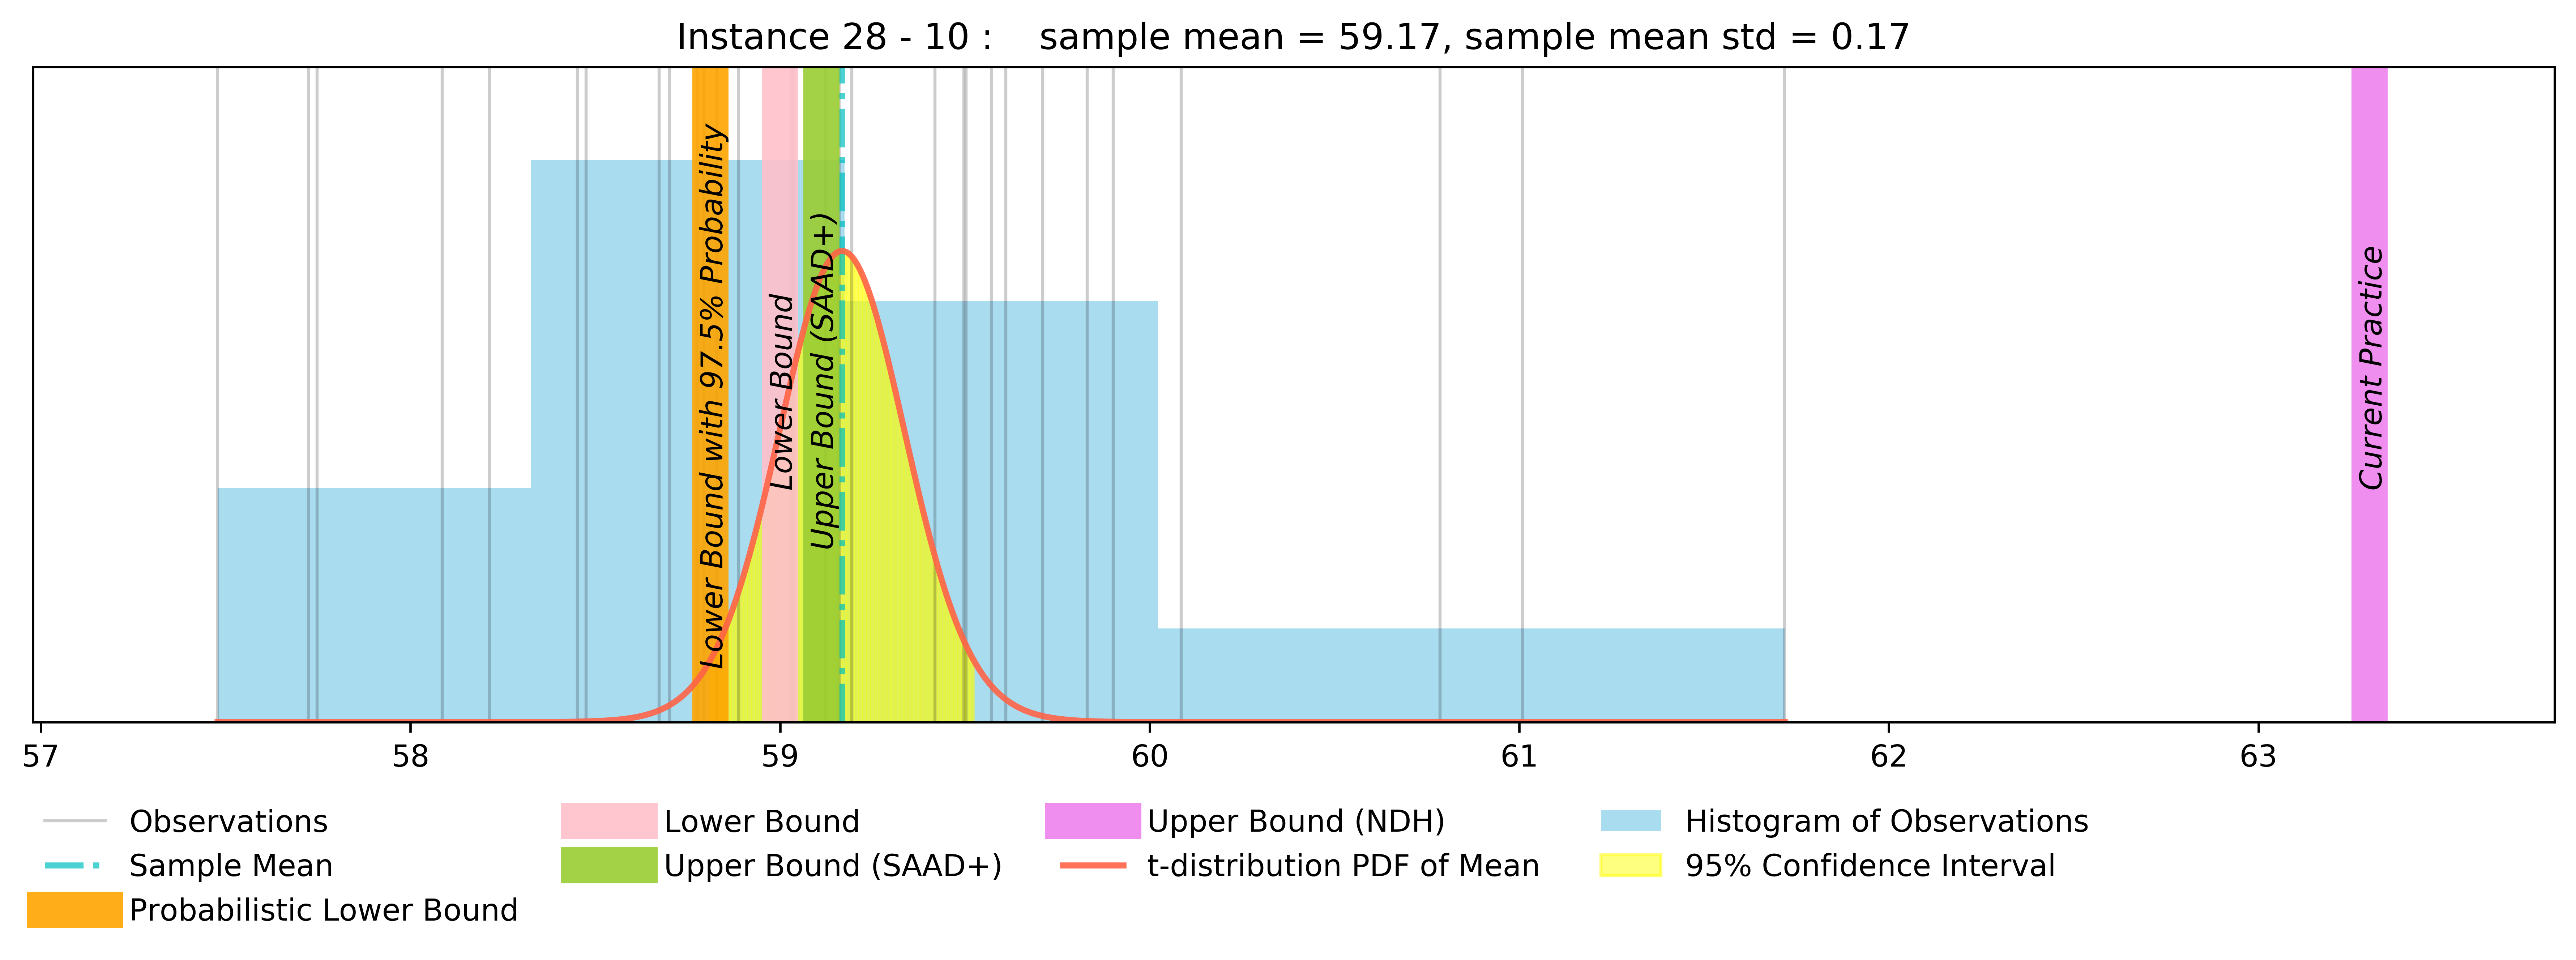 Instance 28 - 10 :    sample mean = 59.17, sample mean std = 0.17
Lower Bound with 97.5% Probability
Lower Bound
Upper Bound (SAAD+)
Current Practice
57 58 59 60 61 62 63
Observations
Sample Mean
Probabilistic Lower Bound
Lower Bound
Upper Bound (SAAD+)
Upper Bound (NDH)
t-distribution PDF of Mean
Histogram of Observations
95% Confidence Interval